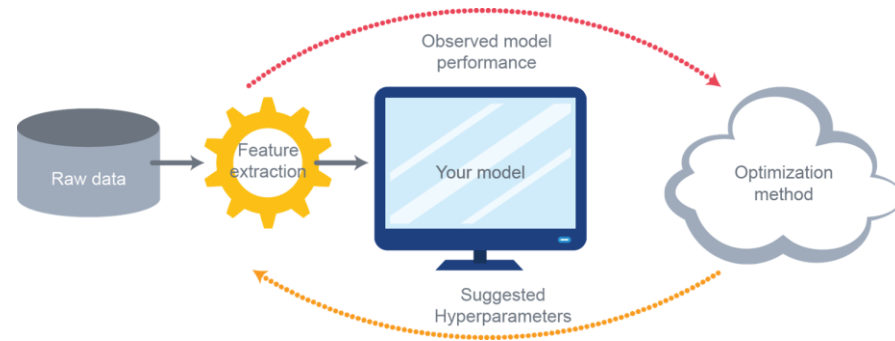 Observed model
performance
Raw data
Feature
extraction
Your model
Optimization
method
Suggested
Hyperparameters